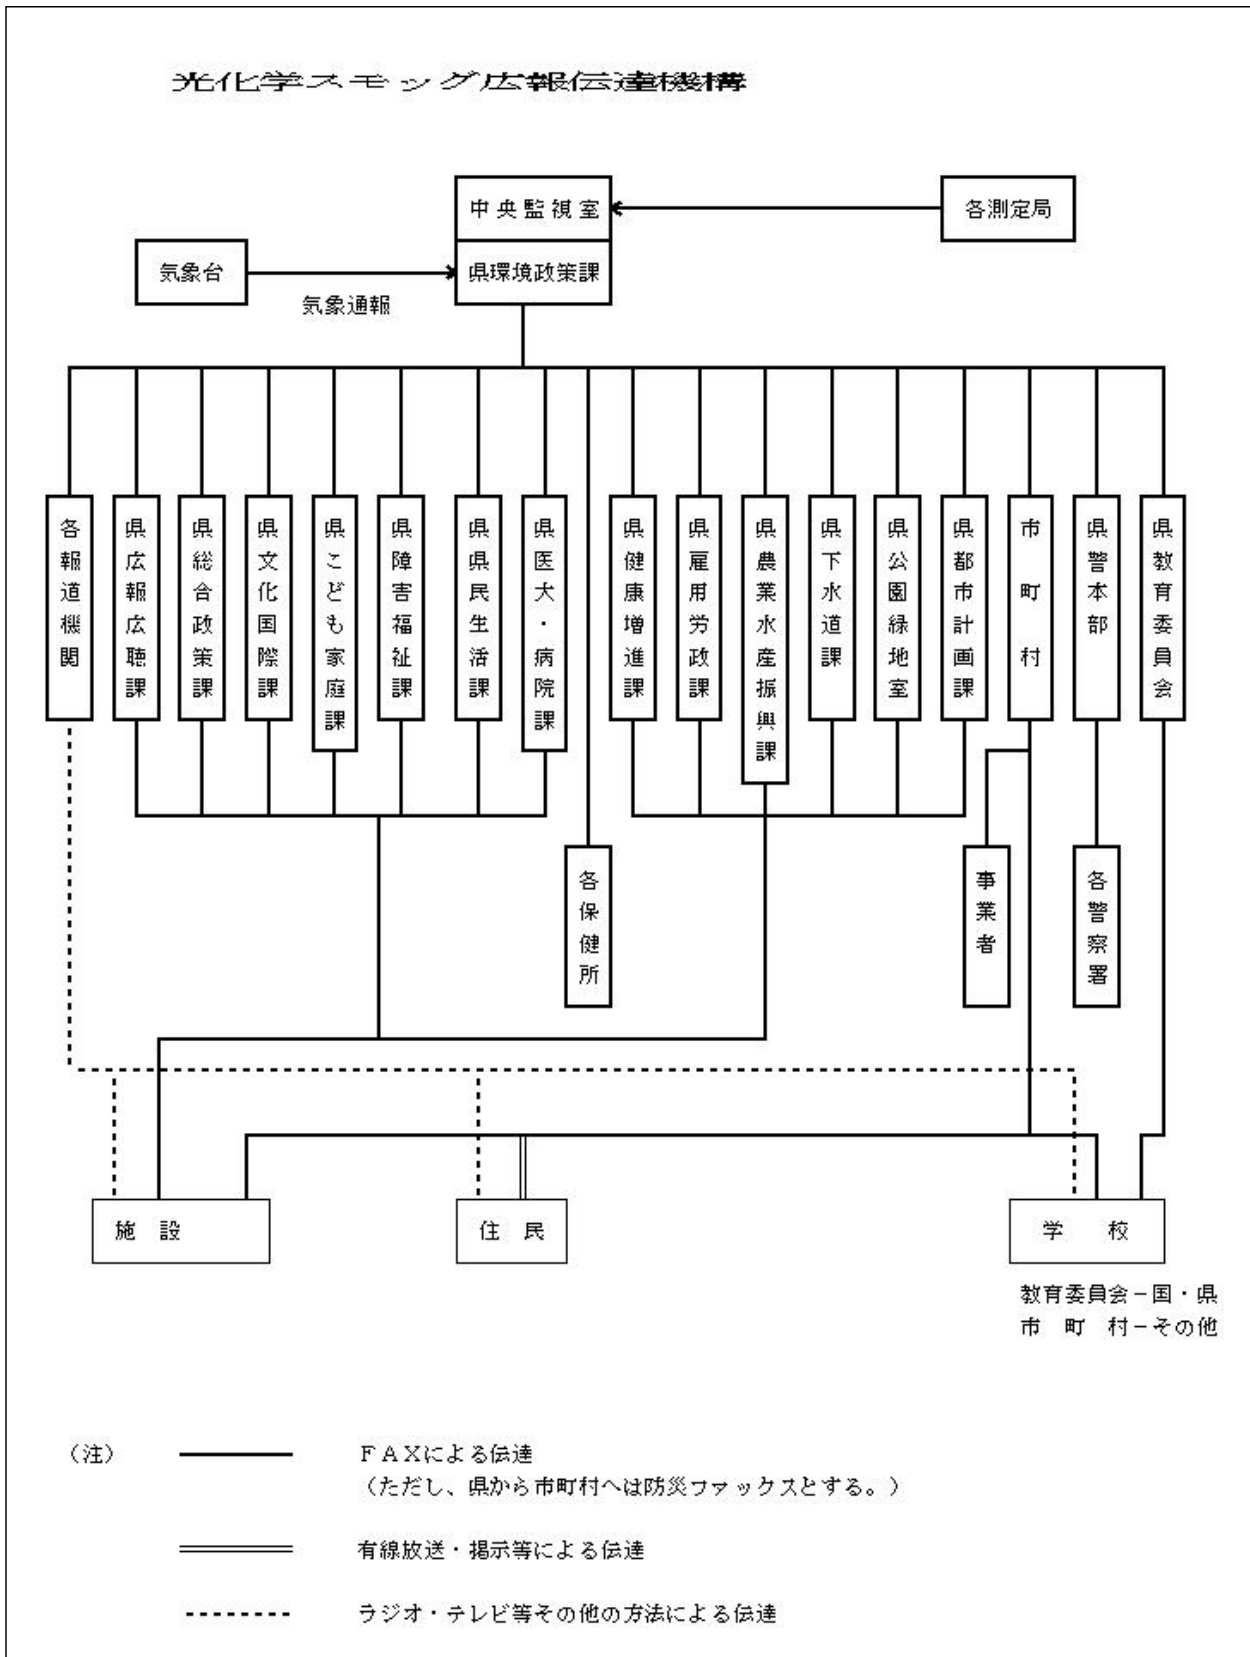 光化学スモッグ広報伝達機構
中央監視室
各測定局
気象台
県環境政策課
気象通報
各報道機関
県広報広聴課
県総合政策課
県文化国際課
県こども家庭課
県障害福祉課
県県民生活課
県医大・病院課
県健康増進課
県雇用労政課
県農業水産振興課
県下水道課
県公園緑地室
県都市計画課
市町村
県警本部
県教育委員会
各保健所
事業者
各警察署
施設
住民
学校
教育委員会－国・県
市町村－その他
（注）
ＦＡＸによる伝達
（ただし、県から市町村へは防災ファックスとする。）
有線放送・掲示等による伝達
ラジオ・テレビ等その他の方法による伝達